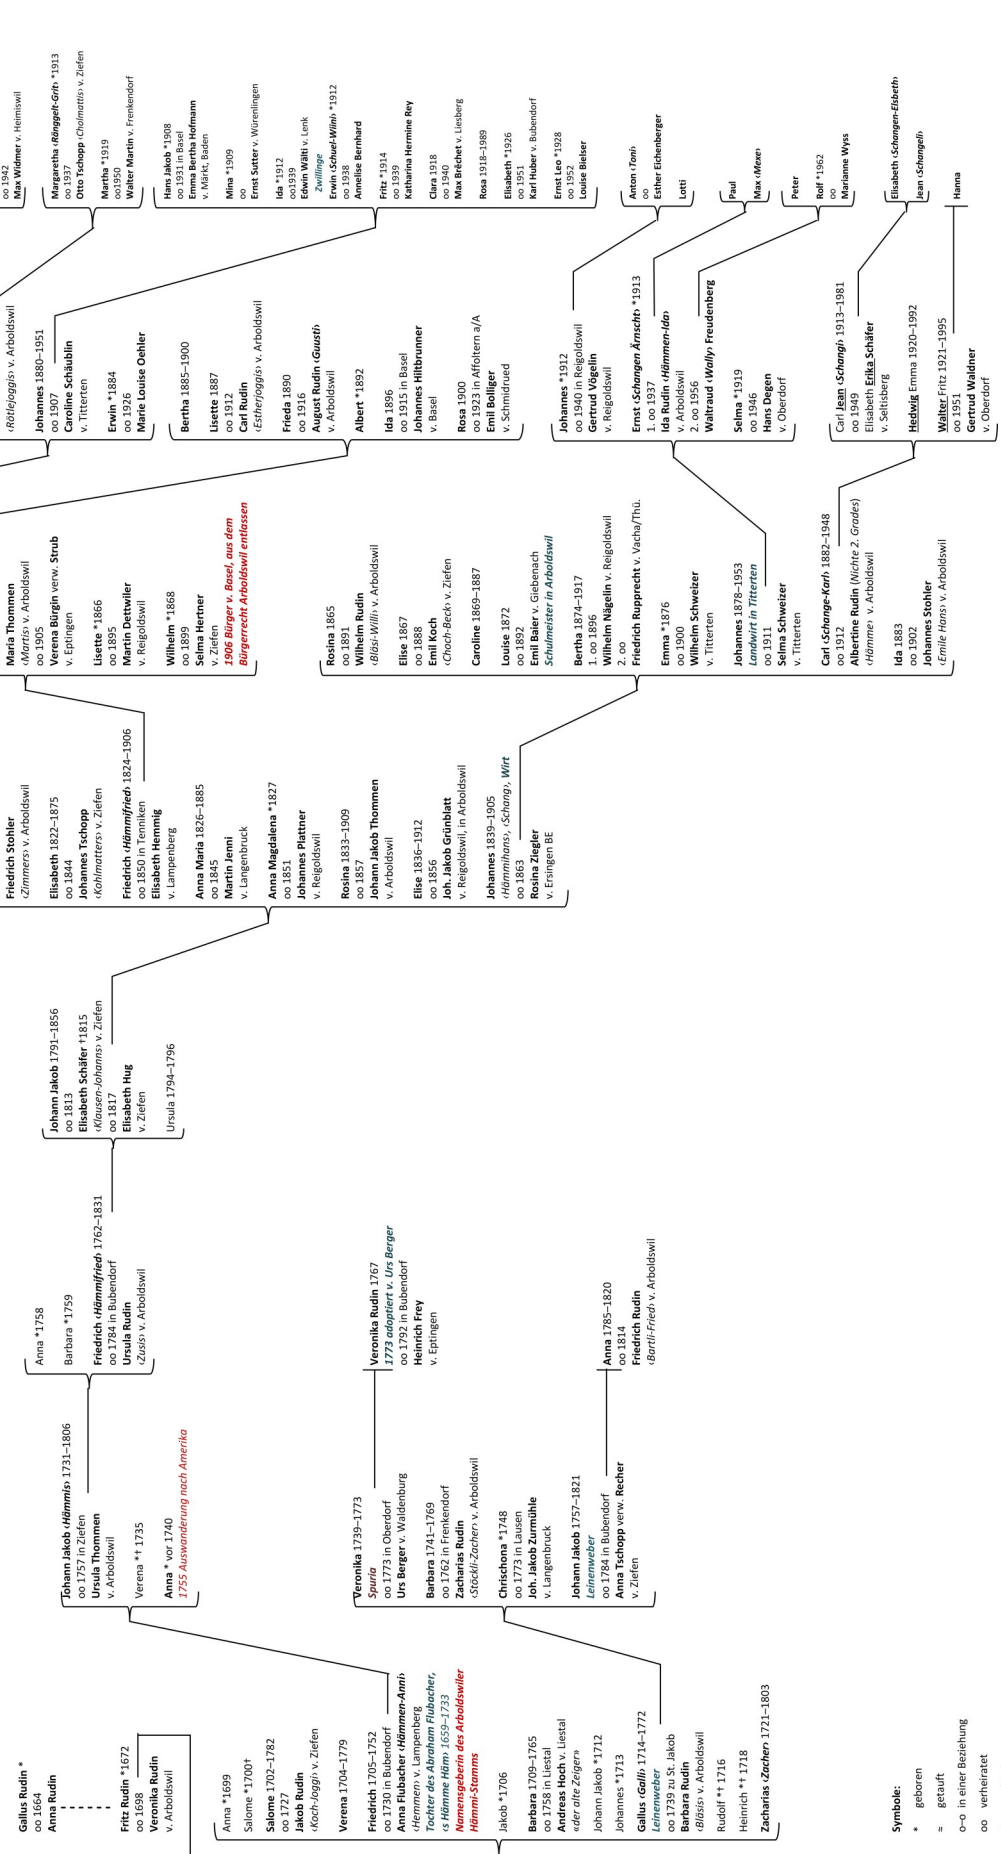 Gallus Rudin *
oo 1664
Anna Rudin
Fritz Rudin *1672
oo 1698
Veronika Rudin
v. Arboldswil
Anna *1699
Salome *1700†
Salome 1702–1782
oo 1727
Jakob Rudin
‹Koch-Joggi› v. Ziefen
Verena 1704–1779
Friedrich 1705–1752
oo 1730 in Bubendorf
Anna Flubacher ‹Hämmen-Anni›
‹Hemmen› v. Lampenberg
Tochter des Abraham Flubacher,
‹s Hämme Häm› 1659–1733
Namensgeberin des Arboldswiler
Hämmi-Stamms
Jakob *1706
Barbara 1709–1765
oo 1758 in Liestal
Andreas Hoch v. Liestal
«der alte Zeiger»
Johann Jakob *1712
Johannes *1713
Gallus ‹Galli› 1714–1772
Leinenweber
oo 1739 zu St. Jakob
Barbara Rudin
‹Bläsis› v. Arboldswil
Rudolf *† 1716
Heinrich *† 1718
Zacharias ‹Zacher› 1721–1803
Symbole:
* geboren
≈ getauft
o–o in einer Beziehung
oo verheiratet
Johann Jakob ‹Hämmis› 1731–1806
oo 1757 in Ziefen
Ursula Thommen
v. Arboldswil
Verena *† 1735
Anna * vor 1740
1755 Auswanderung nach Amerika
Veronika 1739–1773
Spuria
oo 1773 in Oberdorf
Urs Berger v. Waldenburg
Barbara 1741–1769
oo 1762 in Frenkendorf
Zacharias Rudin
‹Stöckli-Zacher› v. Arboldswil
Chrischona *1748
oo 1773 in Lausen
Joh. Jakob Zurmühle
v. Langenbruck
Johann Jakob 1757–1821
Leinenweber
oo 1784 in Bubendorf
Anna Tschopp verw. Recher
v. Ziefen
Anna *1758
Barbara *1759
Friedrich ‹Hämmifried› 1762–1831
oo 1784 in Bubendorf
Ursula Rudin
‹Zusis› v. Arboldswil
Veronika Rudin 1767
1773 adoptiert v. Urs Berger
oo 1792 in Bubendorf
Heinrich Frey
v. Eptingen
Anna 1785–1820
oo 1814
Friedrich Rudin
‹Bartli-Fried› v. Arboldswil
Johann Jakob 1791–1856
oo 1813
Elisabeth Schäfer †1815
‹Klausen-Johanns› v. Ziefen
oo 1817
Elisabeth Hug
v. Ziefen
Ursula 1794–1796
Friedrich Stohler
‹Zimmers› v. Arboldswil
Elisabeth 1822–1875
oo 1844
Johannes Tschopp
‹Kohlmatters› v. Ziefen
Friedrich ‹Hämmifried› 1824–1906
oo 1850 in Tenniken
Elisabeth Hemmig
v. Lampenberg
Anna Maria 1826–1885
oo 1845
Martin Jenni
v. Langenbruck
Anna Magdalena *1827
oo 1851
Johannes Plattner
v. Reigoldswil
Rosina 1833–1909
oo 1857
Johann Jakob Thommen
v. Arboldswil
Elise 1836–1912
oo 1856
Joh. Jakob Grünblatt
v. Reigoldswil, in Arboldswil
Johannes 1839–1905
‹Hämmihans›, ‹Schang›, Wirt
oo 1863
Rosina Ziegler
v. Ersingen BE
Maria Thommen
‹Martis› v. Arboldswil
oo 1905
Verena Bürgin verw. Strub
v. Eptingen
Lisette *1866
oo 1895
Martin Dettwiler
v. Reigoldswil
Wilhelm *1868
oo 1899
Selma Hertner
v. Ziefen
1906 Bürger v. Basel, aus dem
Bürgerrecht Arboldswil entlassen
Rosina 1865
oo 1891
Wilhelm Rudin
‹Bläsi-Willi› v. Arboldswil
Elise 1867
oo 1888
Emil Koch
‹Choch-Beck› v. Ziefen
Caroline 1869–1887
Louise 1872
oo 1892
Emil Baier v. Giebenach
Schulmeister in Arboldswil
Bertha 1874–1917
1. oo 1896
Wilhelm Nägelin v. Reigoldswil
2. oo
Friedrich Rupprecht v. Vacha/Thü.
Emma *1876
oo 1900
Wilhelm Schweizer
v. Titterten
Johannes 1878–1953
Landwirt in Titterten
oo 1911
Selma Schweizer
v. Titterten
Carl ‹Schange-Karh 1882–1948
oo 1912
Albertine Rudin (Nichte 2. Grades)
‹Hämme› v. Arboldswil
Ida 1883
oo 1902
Johannes Stohler
‹Emile Hans› v. Arboldswil
‹Rötlejoggis› v. Arboldswil
Johannes 1880–1951
oo 1907
Caroline Schäublin
v. Titterten
Erwin *1884
oo 1926
Marie Louise Oehler
Bertha 1885–1900
Lisette 1887
oo 1912
Carl Rudin
‹Estherjoggis› v. Arboldswil
Frieda 1890
oo 1916
August Rudin ‹Guusti›
v. Arboldswil
Albert *1892
Ida 1896
oo 1915 in Basel
Johannes Hiltbrunner
v. Basel
Rosa 1900
oo 1923 in Affoltern a/A
Emil Bolliger
v. Schmidrued
Johannes *1912
oo 1940 in Reigoldswil
Gertrud Vögelin
v. Reigoldswil
Ernst ‹Schangen Ärnscht› *1913
1. oo 1937
Ida Rudin ‹Hämmen-Ida›
v. Arboldswil
2. oo 1956
Waltraud ‹Wally› Freudenberg
Selma *1919
oo 1946
Hans Degen
v. Oberdorf
Carl Jean ‹Schangi› 1913–1981
oo 1949
Elisabeth Erika Schäfer
v. Seltisberg
Hedwig Emma 1920–1992
Walter Fritz 1921–1995
oo 1951
Gertrud Waldner
v. Oberdorf
oo 1942
Max Widmer v. Heimiswil
Margaretha ‹Ränggelt-Grit› *1913
oo 1937
Otto Tschopp ‹Cholmattis› v. Ziefen
Martha *1919
oo1950
Walter Martin v. Frenkendorf
Hans Jakob *1908
oo 1931 in Basel
Emma Bertha Hofmann
v. Märkt, Baden
Mina *1909
oo
Ernst Sutter v. Würenlingen
Ida *1912
oo1939
Edwin Wälti v. Lenk
Zwillinge
Erwin ‹Schuel-Wiini› *1912
oo 1938
Annelise Bernhard
Fritz *1914
oo 1939
Katharina Hermine Rey
Clara 1918
oo 1940
Max Brêchet v. Liesberg
Rosa 1918-1989
Elisabeth *1926
oo 1951
Karl Huber v. Bubendorf
Ernst Leo *1928
oo 1952
Louise Bielser
Anton ‹Toni›
oo
Esther Eichenberger
Lotti
Paul
Max ‹Mexe›
Peter
Rolf *1962
oo
Marianne Wyss
Elisabeth ‹Schangen-Elsbeth›
Jean ‹Schangeli›
Hanna